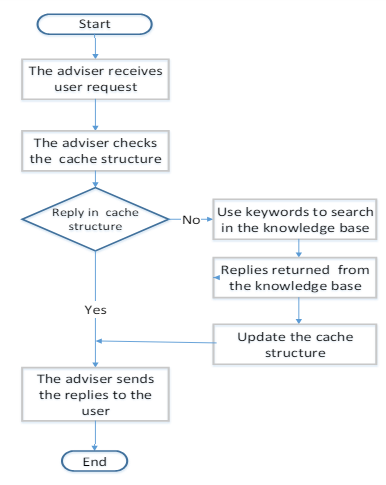 Start
The adviser receives
user request
The adviser checks
the cache structure
Reply in cache
structure
No
Use keywords to search
in the knowledge base
Replies returned from
the knowledge base
Update the cache
structure
Yes
The adviser sends
the replies to the
user
End